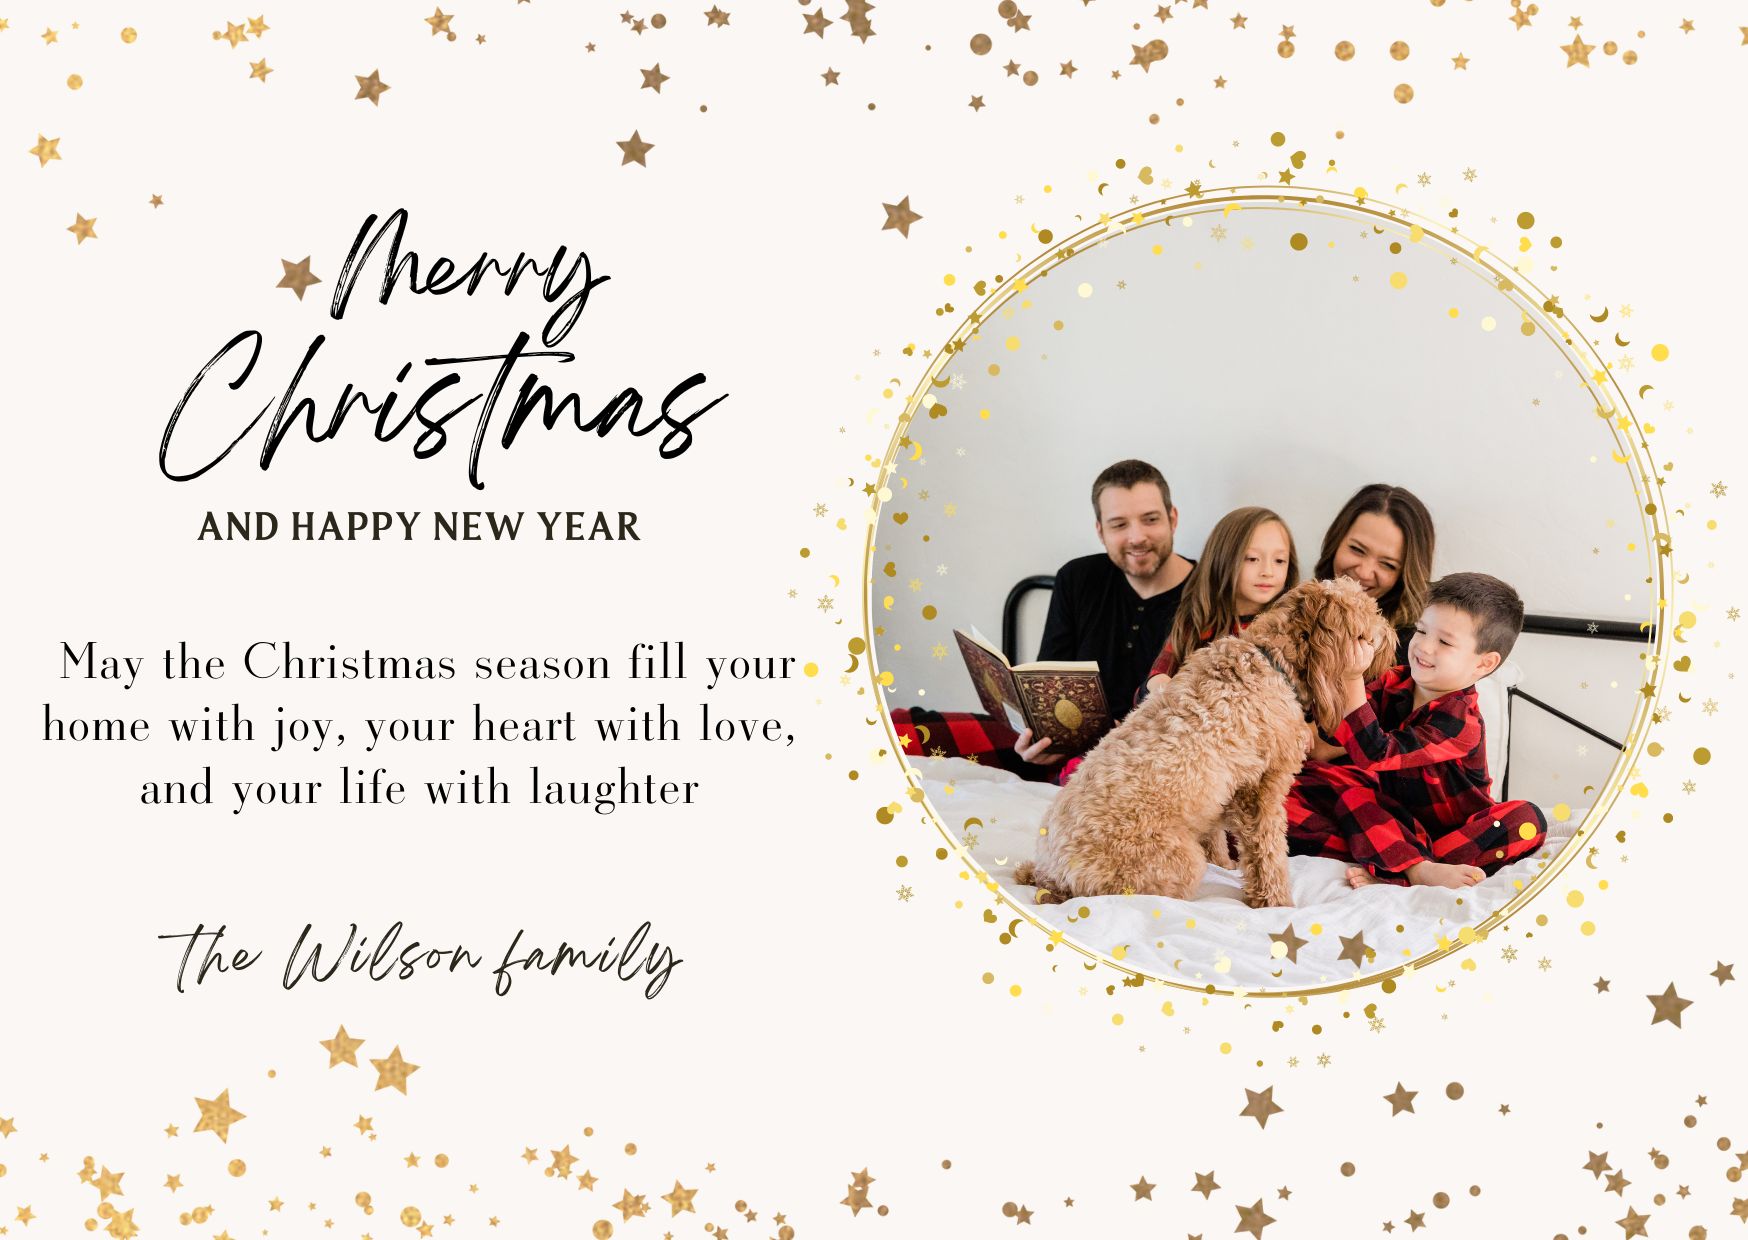 Merry
Christmas
AND HAPPY NEW YEAR
May the Christmas season fill your
home with joy, your heart with love,
and your life with laughter
the Wilson family